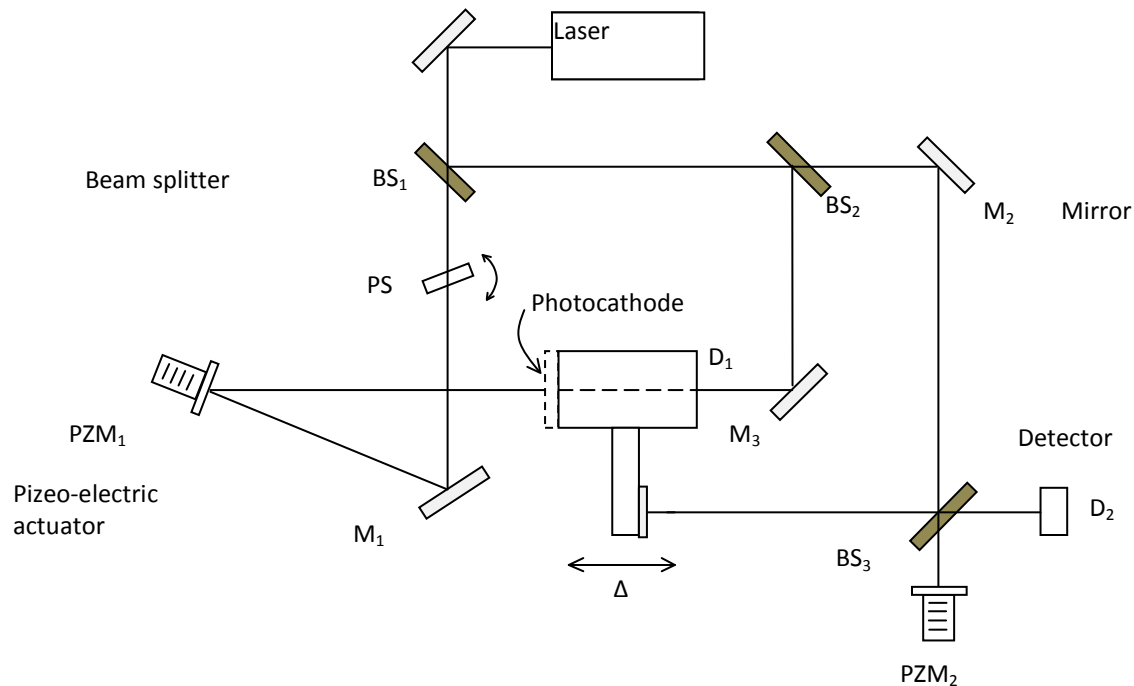 Laser
Beam splitter
BS₁
BS₂
M₂
Mirror
PS
Photocathode
D₁
PZM₁
M₃
Detector
Pizeo-electric
actuator
M₁
D₂
BS₃
Δ
PZM₂